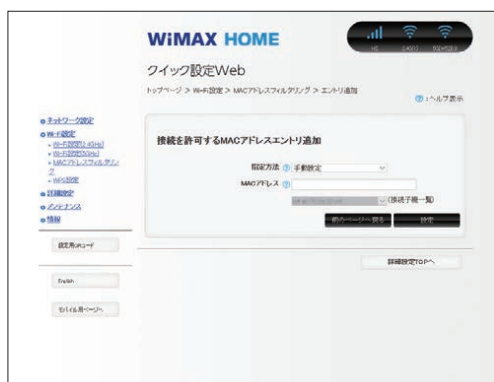 WiMAX HOME
クイック設定Web
トップページ > Wi-Fi設定 > MACアドレスフィルタリング > エントリ追加
:ヘルプ表示
ネットワーク設定
Wi-Fi設定
Wi-Fi設定(2.4GHz)
Wi-Fi設定(5GHz)
MACアドレスフィルタリン
グ
WPS設定
詳細設定
メンテナンス
情報
設定用QRコード
English
モバイル用ページへ
接続を許可するMACアドレスエントリ追加
指定方法 ? 手動設定
MACアドレス ?
(接続子機一覧)
前のページへ戻る 設定
詳細設定TOPへ